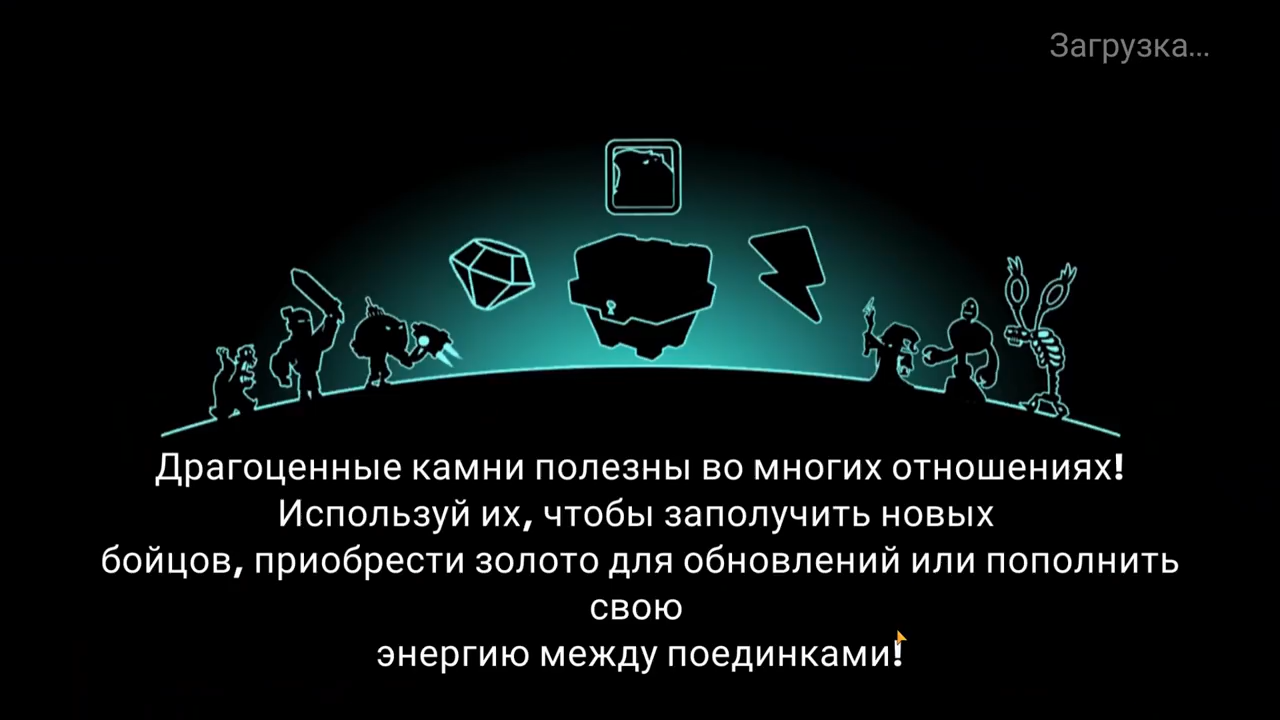 Загрузка...
Драгоценные камни полезны во многих отношениях!
Используй их, чтобы заполучить новых
бойцов, приобрести золото для обновлений или пополнить
свою
энергию между поединками!